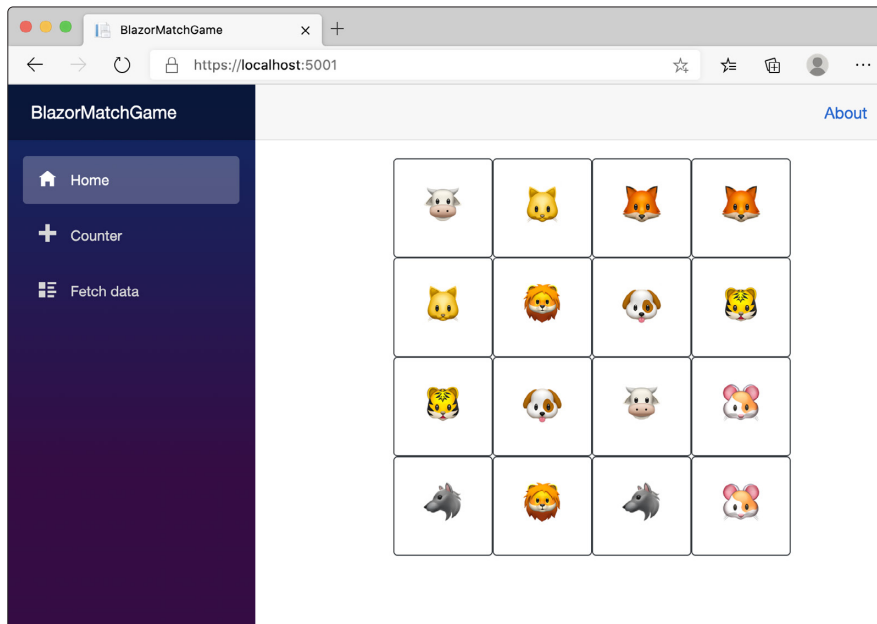 BlazorMatchGame
https://localhost:5001
BlazorMatchGame
About
Home
Counter
Fetch data